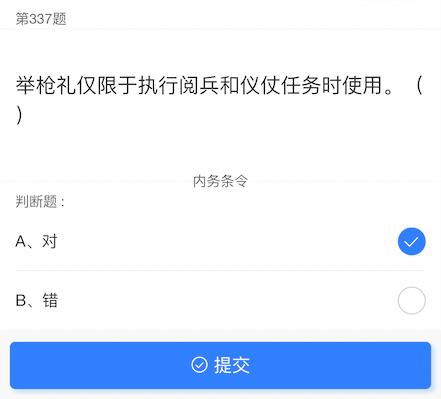 第337题
举枪礼仅限于执行阅兵和仪仗任务时使用。（
）
内务条令
判断题：
A、对
B、错
提交